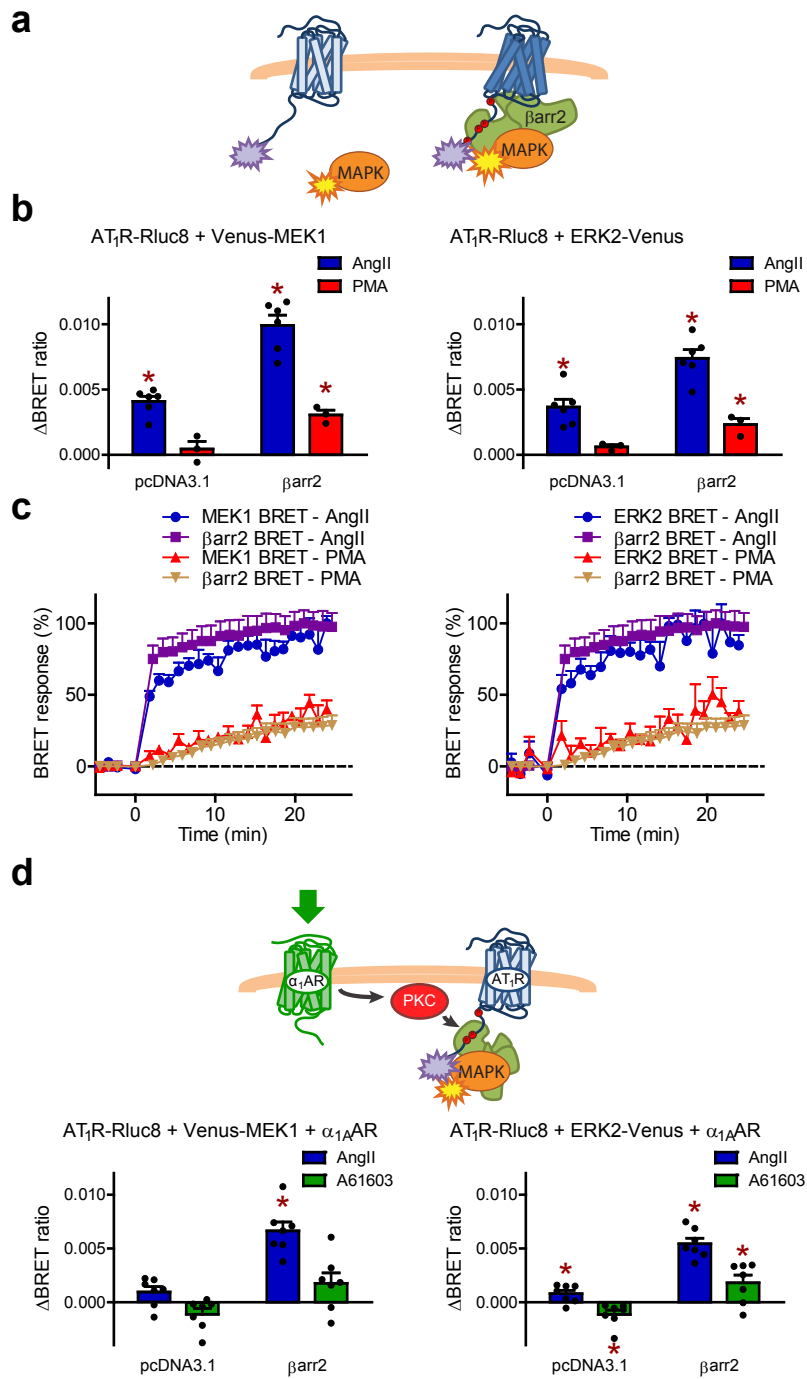 a
βarr2
MAPK
MAPK
b
AT₁R-Rluc8 + Venus-MEK1
AngII
PMA
ΔBRET ratio
0.010
0.005
0.000
*
*
*
pcDNA3.1
βarr2
AT₁R-Rluc8 + ERK2-Venus
AngII
PMA
ΔBRET ratio
0.010
0.005
0.000
*
*
*
pcDNA3.1
βarr2
c
MEK1 BRET - AngII
βarr2 BRET - AngII
MEK1 BRET - PMA
βarr2 BRET - PMA
BRET response (%)
100
50
0
0
10
20
Time (min)
ERK2 BRET - AngII
βarr2 BRET - AngII
ERK2 BRET - PMA
βarr2 BRET - PMA
BRET response (%)
100
50
0
0
10
20
Time (min)
d
α₁AR
PKC
AT₁R
MAPK
AT₁R-Rluc8 + Venus-MEK1 + α₁ₐAR
AngII
A61603
ΔBRET ratio
0.010
0.005
0.000
*
pcDNA3.1
βarr2
AT₁R-Rluc8 + ERK2-Venus + α₁ₐAR
AngII
A61603
ΔBRET ratio
0.010
0.005
0.000
*
*
*
*
pcDNA3.1
βarr2